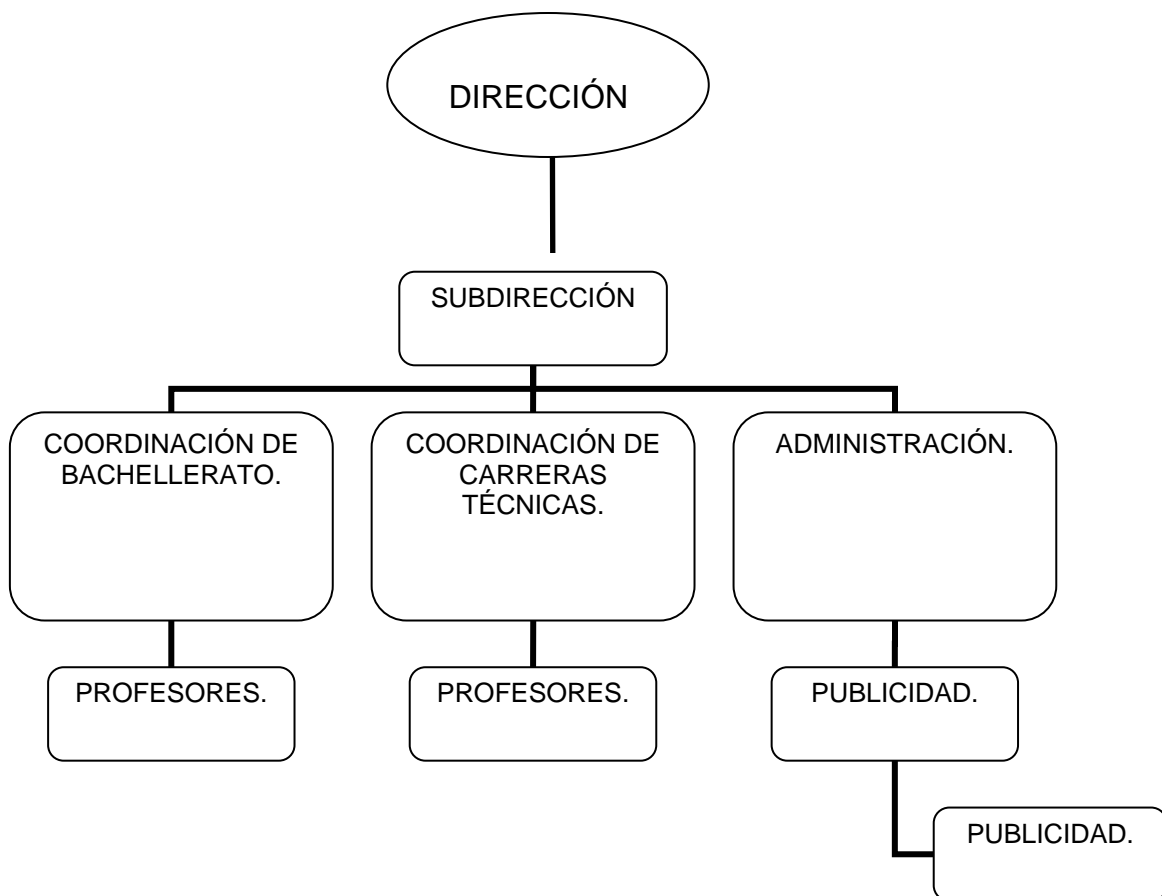 DIRECCIÓN
SUBDIRECCIÓN
COORDINACIÓN DE
BACHELLERATO.
COORDINACIÓN DE
CARRERAS
TÉCNICAS.
ADMINISTRACIÓN.
PROFESORES.
PROFESORES.
PUBLICIDAD.
PUBLICIDAD.